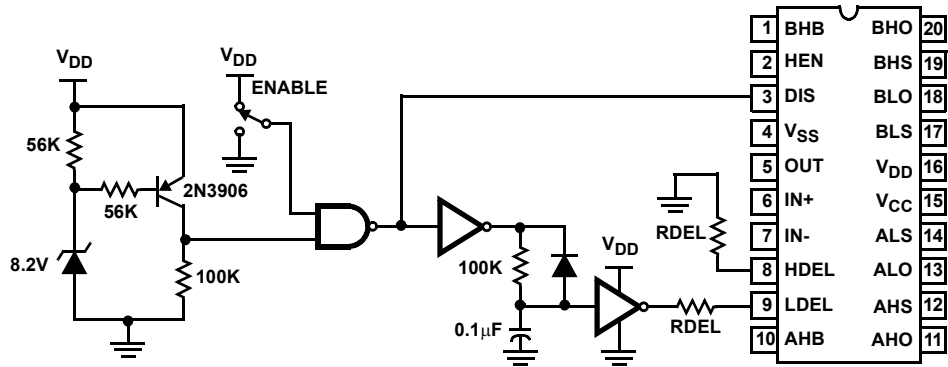 VDD
56K
56K
2N3906
8.2V
100K
VDD
ENABLE
100K
0.1μF
VDD
RDEL
RDEL
1 BHB BHO 20
2 HEN BHS 19
3 DIS BLO 18
4 VSS BLS 17
5 OUT VDD 16
6 IN+ VCC 15
7 IN- ALS 14
8 HDEL ALO 13
9 LDEL AHS 12
10 AHB AHO 11